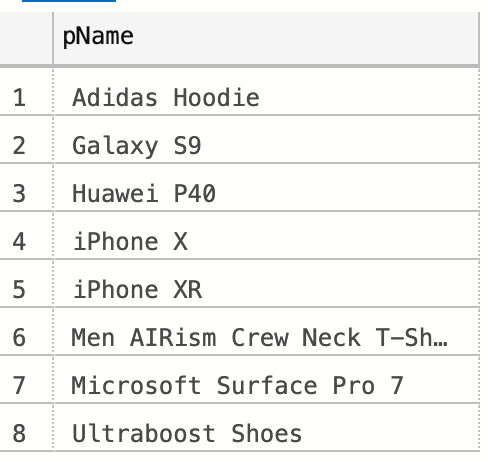 pName
1 Adidas Hoodie
2 Galaxy S9
3 Huawei P40
4 iPhone X
5 iPhone XR
6 Men AIRism Crew Neck T-Sh…
7 Microsoft Surface Pro 7
8 Ultraboost Shoes